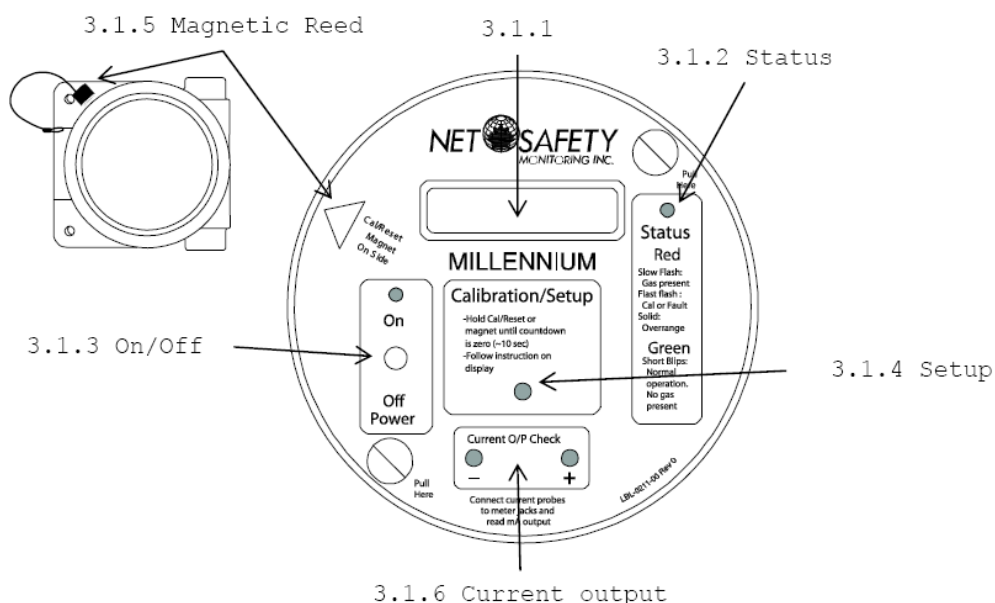 3.1.5 Magnetic Reed
3.1.1
3.1.2 Status
NET SAFETY
MONITORING INC.
Pull
Here
Cal/Reset
Magnet
On Side
MILLENNIUM
Status
Red
Slow Flash:
Gas present
Flast flash :
Cal or Fault
Solid:
Overrange
Green
Short Blips:
Normal
operation.
No gas
present
Calibration/Setup
-Hold Cal/Reset or
magnet until countdown
is zero (~10 sec)
-Follow instruction on
display
On
Off
Power
3.1.3 On/Off
3.1.4 Setup
Current O/P Check
- +
Connect current probes
to meter jacks and
read mA output
Pull
Here
LBL-0211-00 Rev 0
3.1.6 Current output